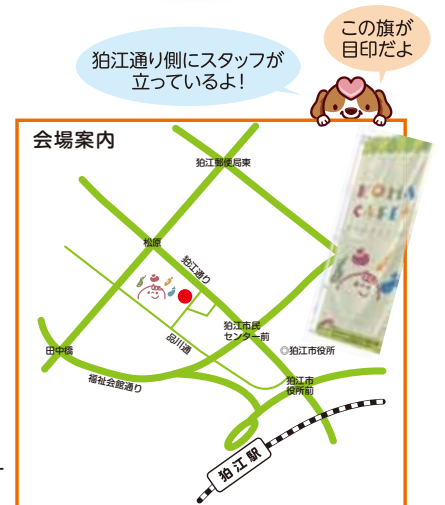 この旗が
目印だよ
狛江通り側にスタッフが
立っているよ！
会場案内
狛江郵便局東
KOMA
CAFE
松原
狛江通り
狛江市民
センター前
◎狛江市役所
品川通
田中橋
福祉会館通り
狛江市
役所前
狛江駅